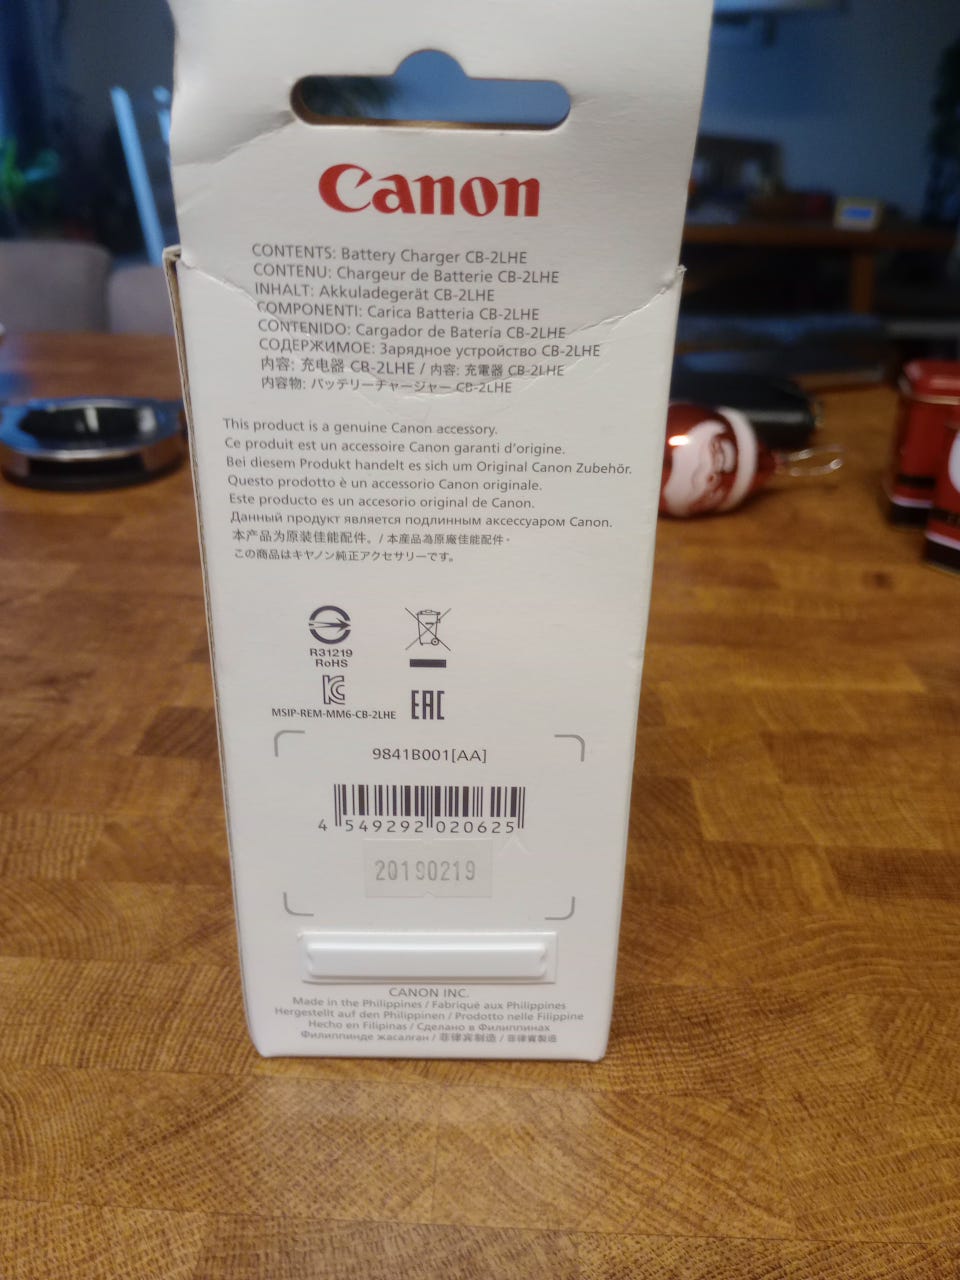 Canon
CONTENTS: Battery Charger CB-2LHE
CONTENU: Chargeur de Batterie CB-2LHE
INHALT: Akkuladegerät CB-2LHE
COMPONENTI: Carica Batteria CB-2LHE
CONTENIDO: Cargador de Batería CB-2LHE
СОДЕРЖИМОЕ: Зарядное устройство CB-2LHE
内容: 充电器 CB-2LHE / 内容: 充電器 CB-2LHE
内容物: バッテリーチャージャー CB-2LHE
This product is a genuine Canon accessory.
Ce produit est un accessoire Canon garanti d'origine.
Bei diesem Produkt handelt es sich um Original Canon Zubehör.
Questo prodotto è un accessorio Canon originale.
Este producto es un accesorio original de Canon.
Данный продукт является подлинным аксессуаром Canon.
本产品为原装佳能配件。/ 本產品為原廠佳能配件・
この商品はキヤノン純正アクセサリーです。
R31219
RoHS
MSIP-REM-MM6-CB-2LHE
EAC
9841B001[AA]
4 549292 020625
20190219
CANON INC.
Made in the Philippines / Fabriqué aux Philippines
Hergestellt auf den Philippinen / Prodotto nelle Filippine
Hecho en Filipinas / Сделано в Филиппинах
Филиппинде жасалған / 菲律宾制造 / 菲律賓製造